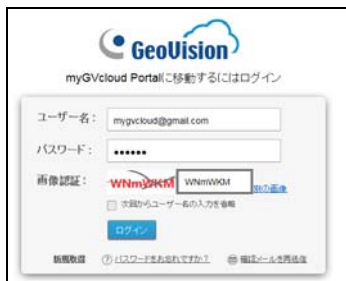 GeoVision
myGVcloud Portalに移動するにはログイン
ユーザー名： mygvcloud@gmail.com
パスワード： ••••••
画像認証： WNmWKM WNmWKM 別の画像
次回からユーザー名の入力を省略
ログイン
新規取得 ? パスワードをお忘れですか？ 確認メールを再送信